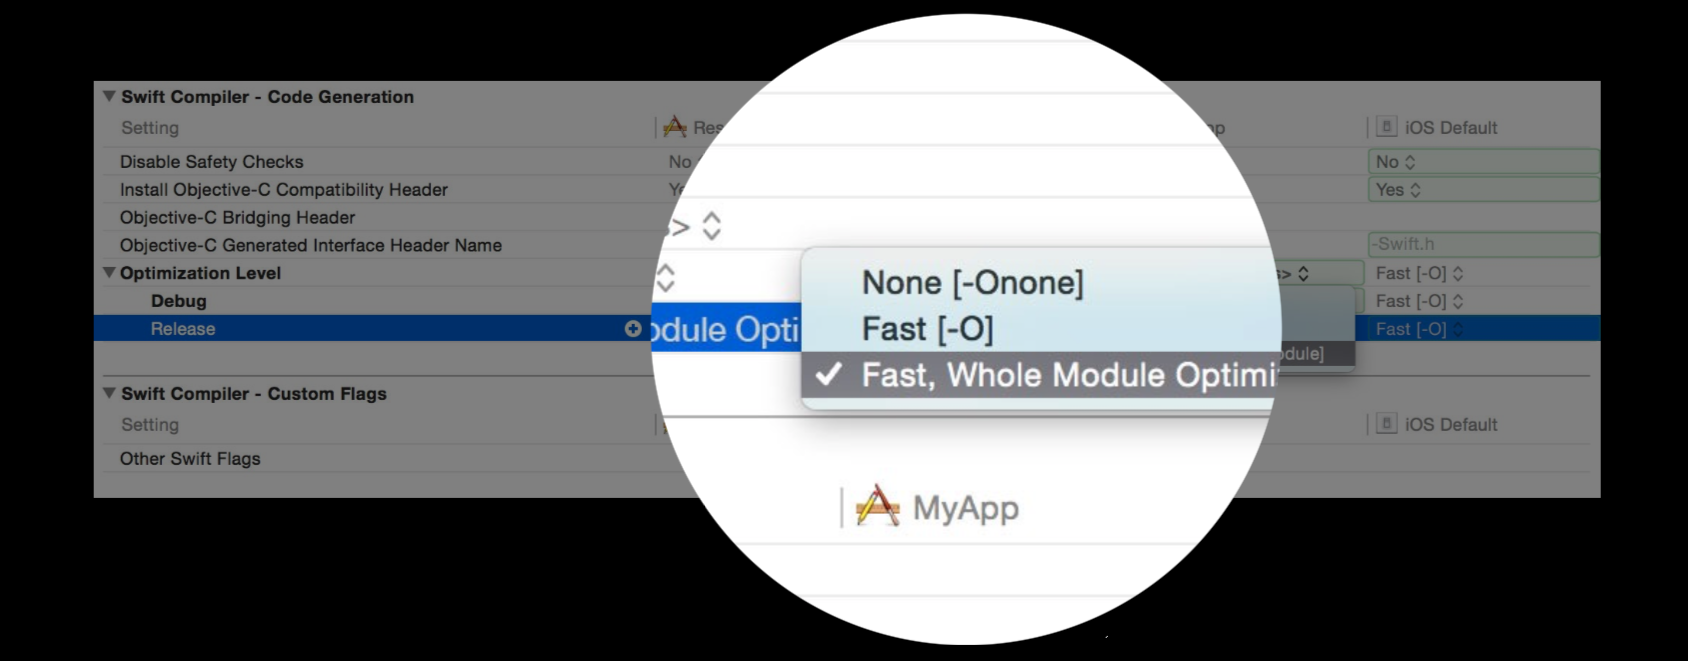 Swift Compiler - Code Generation
Setting Res pp iOS Default
Disable Safety Checks No No
Install Objective-C Compatibility Header Ye Yes
Objective-C Bridging Header >
Objective-C Generated Interface Header Name -Swift.h
Optimization Level s> Fast [-O]
Debug Fast [-O]
Release odule Opti Fast [-O]
None [-Onone]
Fast [-O]
✓ Fast, Whole Module Optimi odule]
Swift Compiler - Custom Flags
Setting iOS Default
Other Swift Flags
MyApp